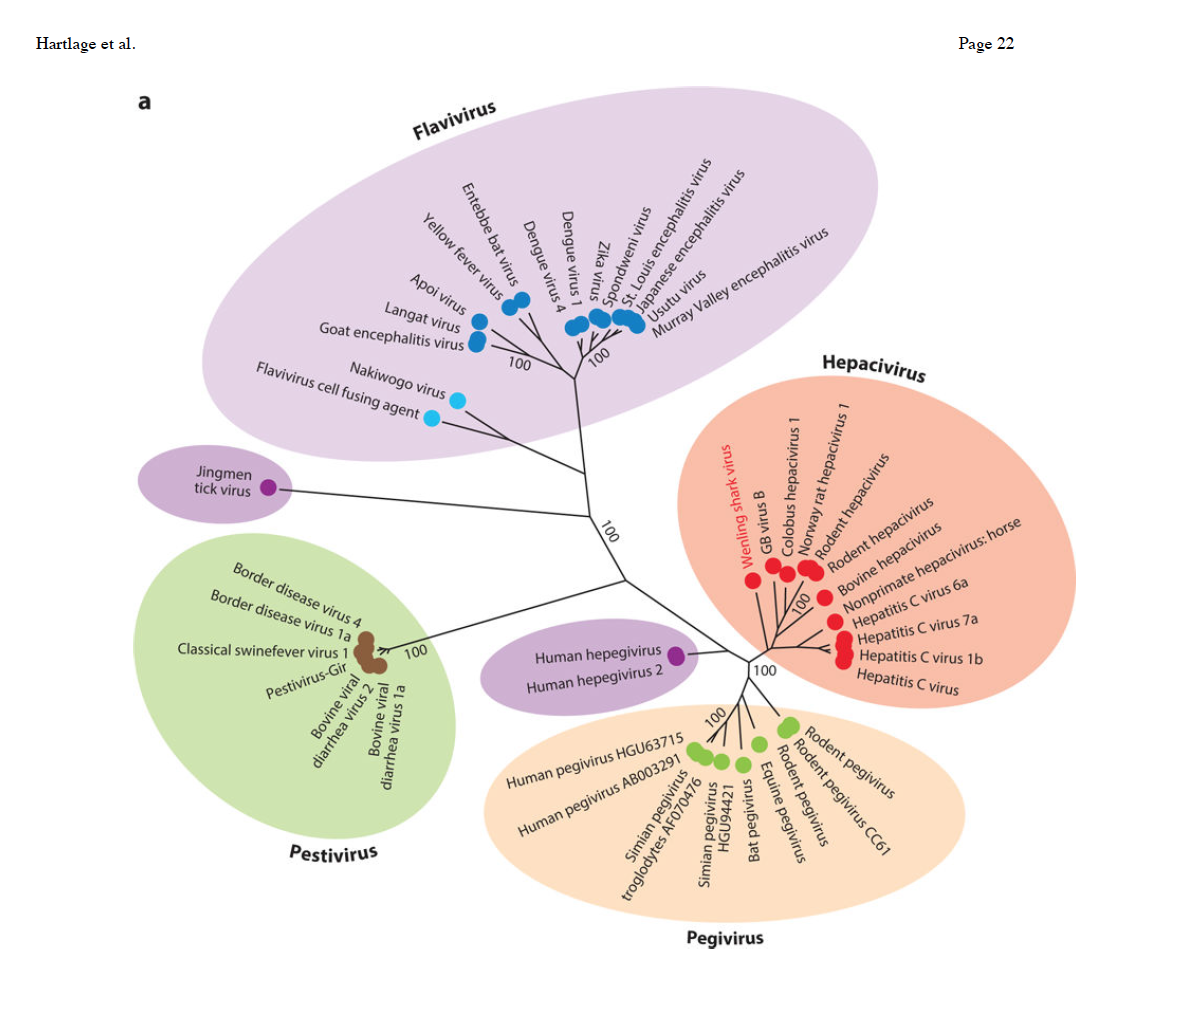 Hartlage et al.
Page 22
a
Flavivirus
Entebbe bat virus
Yellow fever virus
Dengue virus 4
Dengue virus 1
Zika virus
Spondweni virus
St. Louis encephalitis virus
Japanese encephalitis virus
Usutu virus
Murray Valley encephalitis virus
Apoi virus
Langat virus
Goat encephalitis virus
100
100
Nakiwogo virus
Flavivirus cell fusing agent
Jingmen
tick virus
100
Hepacivirus
Wenling shark virus
GB virus B
Colobus hepacivirus 1
Norway rat hepacivirus 1
Rodent hepacivirus
Rodent hepacivirus
Bovine hepacivirus
Nonprimate hepacivirus: horse
Hepatitis C virus 6a
Hepatitis C virus 7a
Hepatitis C virus 1b
Hepatitis C virus
100
Border disease virus 4
Border disease virus 1a
Classical swinefever virus 1
Pestivirus-Gir
Bovine viral
diarrhea virus 2
Bovine viral
diarrhea virus 1a
100
Pestivirus
Human hepegivirus
Human hepegivirus 2
100
100
Human pegivirus HGU63715
Human pegivirus AB003291
Simian pegivirus
troglodytes AF070476
Simian pegivirus
HGU94421
Bat pegivirus
Equine pegivirus
Rodent pegivirus
Rodent pegivirus CC61
Rodent pegivirus
Pegivirus